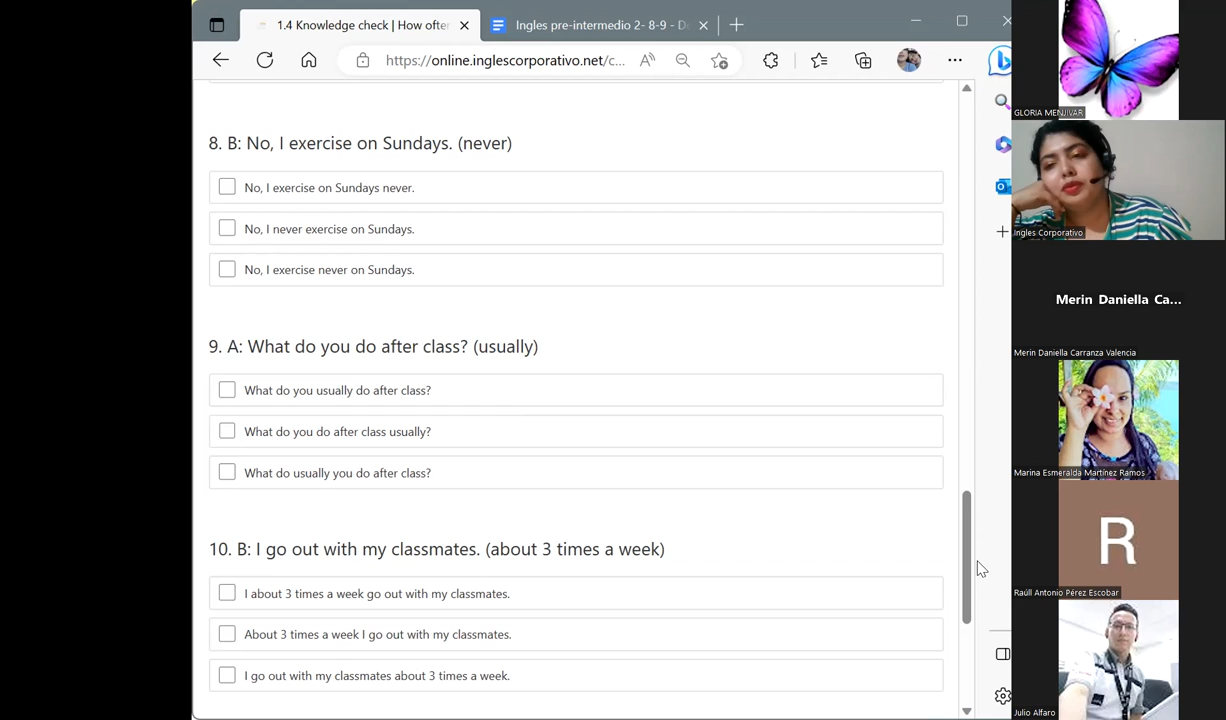 1.4 Knowledge check | How ofter
Ingles pre-intermedio 2- 8-9 - Do
https://online.inglescorporativo.net/c...
8. B: No, I exercise on Sundays. (never)
No, I exercise on Sundays never.
No, I never exercise on Sundays.
No, I exercise never on Sundays.
9. A: What do you do after class? (usually)
What do you usually do after class?
What do you do after class usually?
What do usually you do after class?
10. B: I go out with my classmates. (about 3 times a week)
I about 3 times a week go out with my classmates.
About 3 times a week I go out with my classmates.
I go out with my classmates about 3 times a week.
GLORIA MENJIVAR
Ingles Corporativo
Merin Daniella Ca...
Merin Daniella Carranza Valencia
Marina Esmeralda Martínez Ramos
R
Raúll Antonio Pérez Escobar
Julio Alfaro